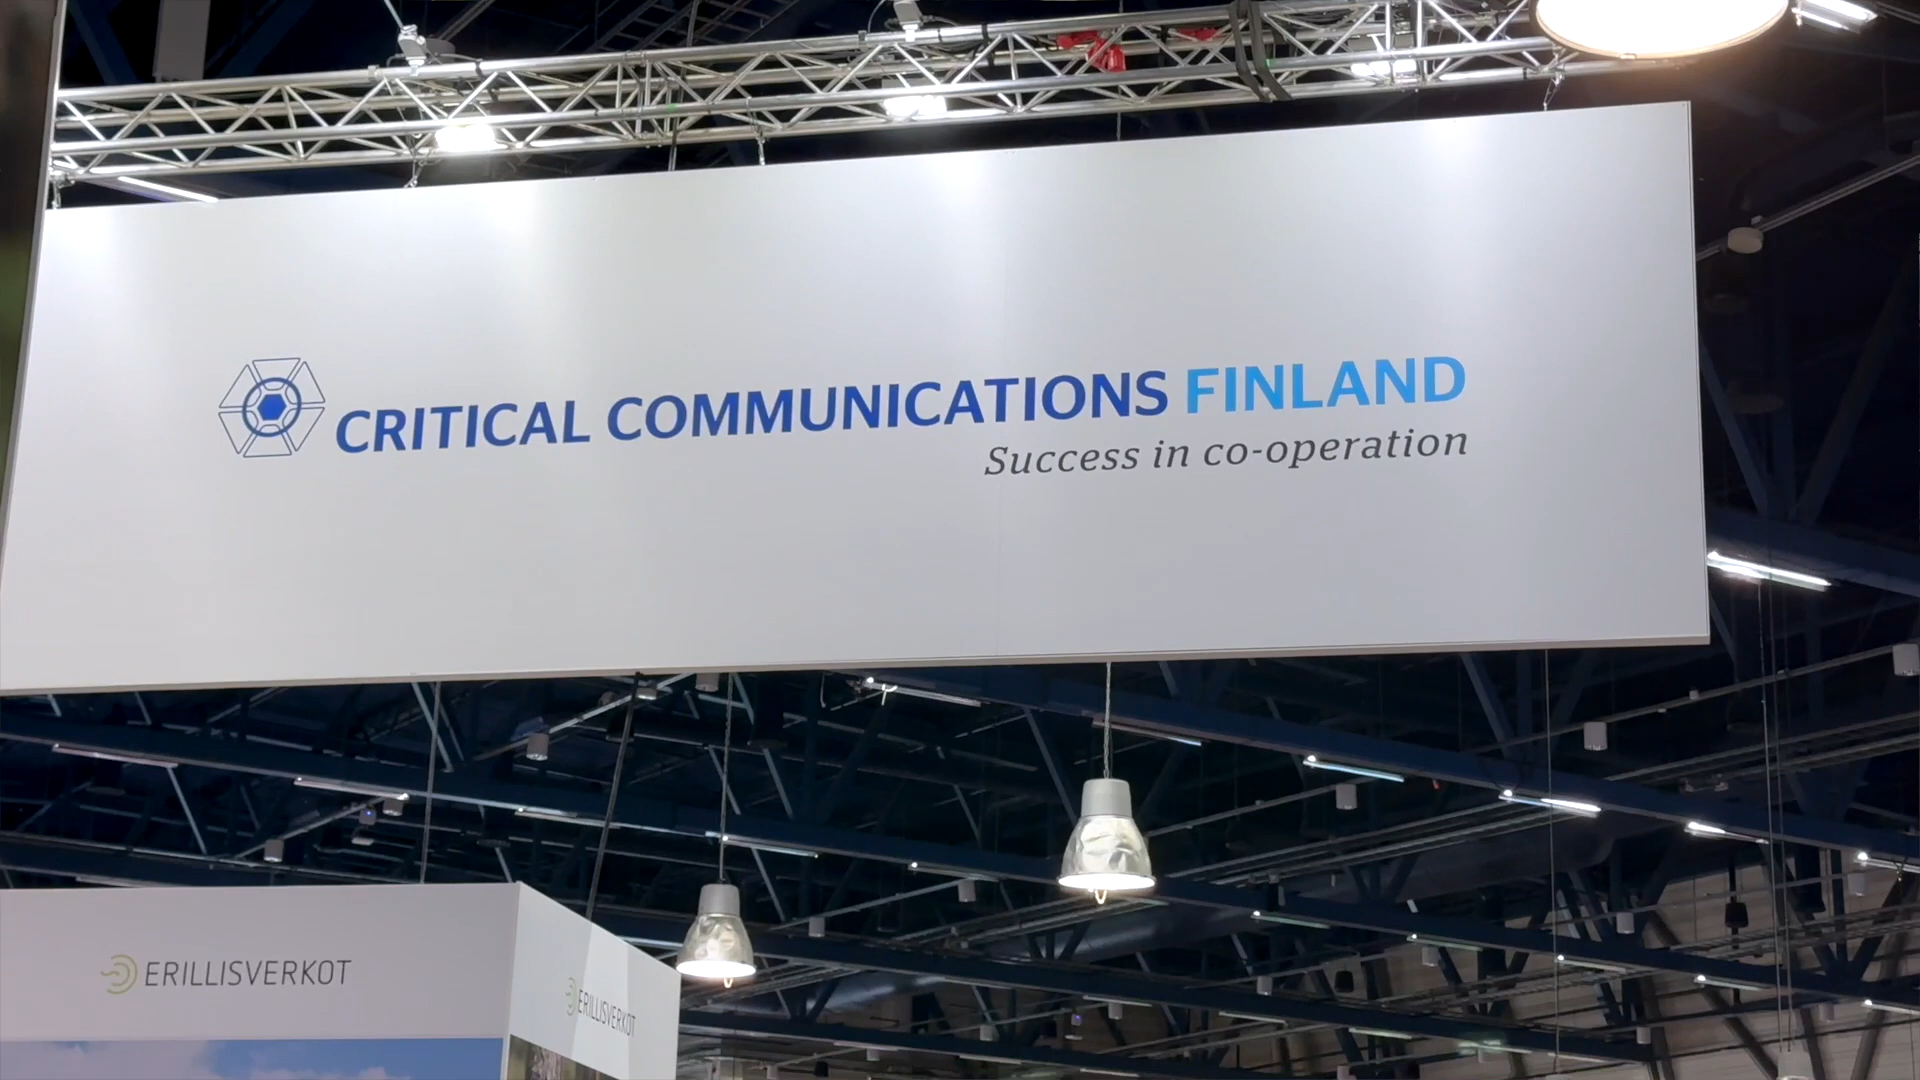 CRITICAL COMMUNICATIONS FINLAND
Success in co-operation
ERILLISVERKOT
ERILLISVERKOT